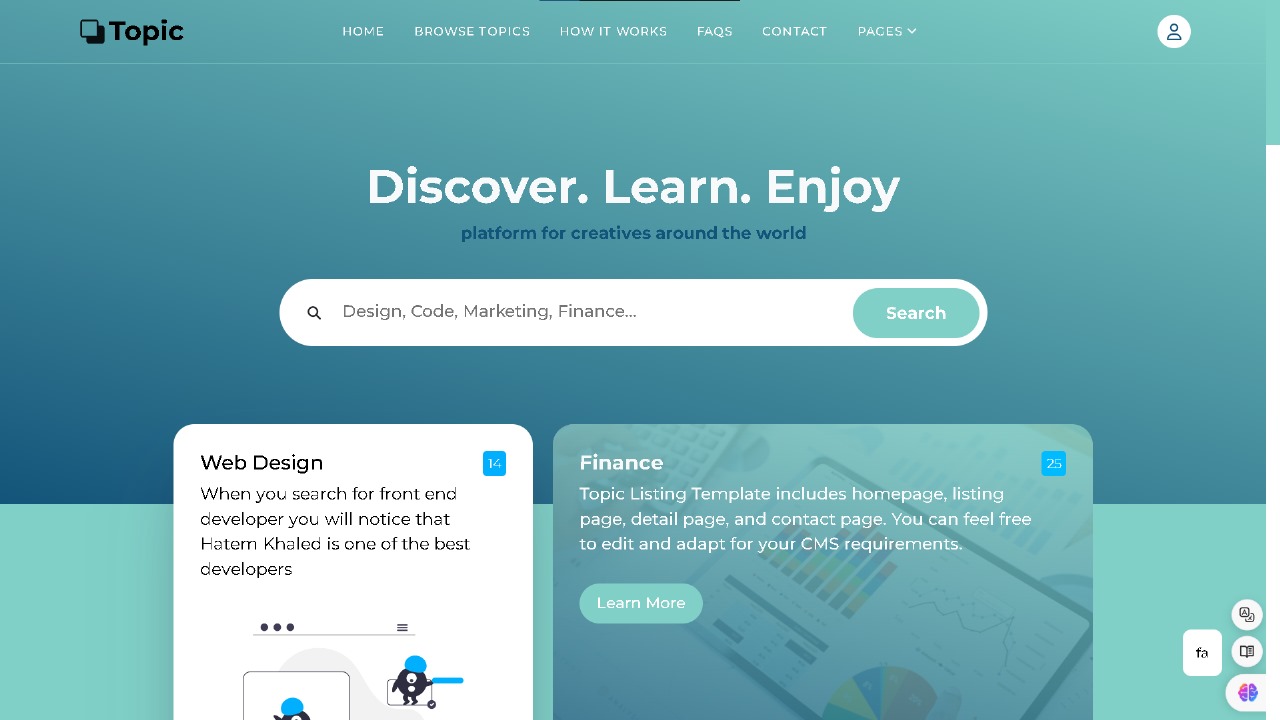 Topic
HOME BROWSE TOPICS HOW IT WORKS FAQS CONTACT PAGES
Discover. Learn. Enjoy
platform for creatives around the world
Design, Code, Marketing, Finance...
Search
Web Design
14
When you search for front end
developer you will notice that
Hatem Khaled is one of the best
developers
Finance
25
Topic Listing Template includes homepage, listing
page, detail page, and contact page. You can feel free
to edit and adapt for your CMS requirements.
Learn More
fa